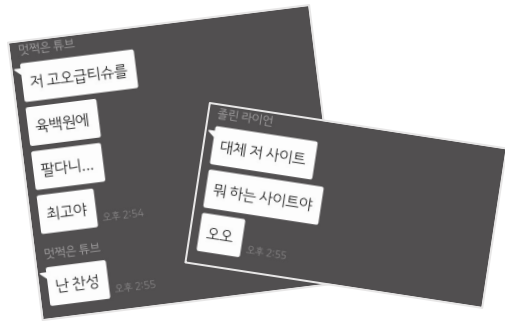 멋쩍은 튜브
저 고오급티슈를
육백원에
팔다니...
최고야
오후 2:54
멋쩍은 튜브
난 찬성
오후 2:55
졸린 라이언
대체 저 사이트
뭐 하는 사이트야
오오
오후 2:55